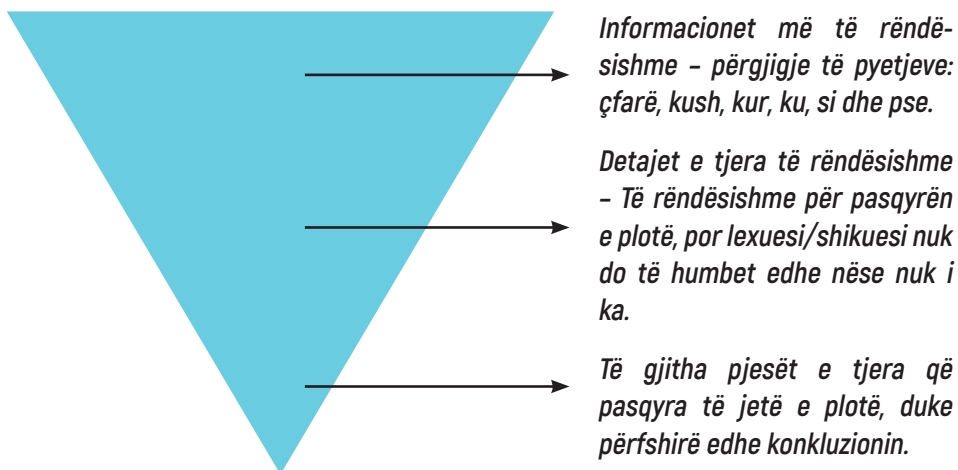 Informacionet më të rëndë-
sishme – përgjigje të pyetjeve:
çfarë, kush, kur, ku, si dhe pse.
Detajet e tjera të rëndësishme
– Të rëndësishme për pasqyrën
e plotë, por lexuesi/shikuesi nuk
do të humbet edhe nëse nuk i
ka.
Të gjitha pjesët e tjera që
pasqyra të jetë e plotë, duke
përfshirë edhe konkluzionin.